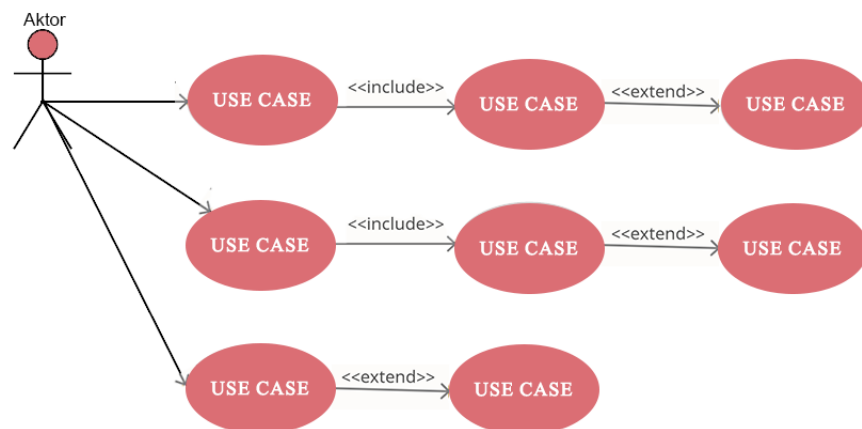 Aktor
USE CASE <<include>> USE CASE <<extend>> USE CASE
USE CASE <<include>> USE CASE <<extend>> USE CASE
USE CASE <<extend>> USE CASE